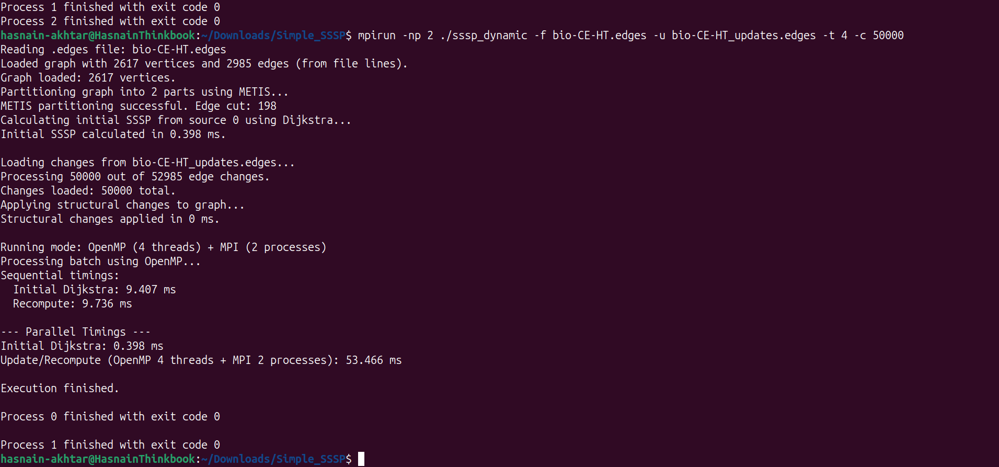 Process 1 finished with exit code 0
Process 2 finished with exit code 0
hasnain-akhtar@HasnainThinkbook:~/Downloads/Simple_SSSP$ mpirun -np 2 ./sssp_dynamic -f bio-CE-HT.edges -u bio-CE-HT_updates.edges -t 4 -c 50000
Reading .edges file: bio-CE-HT.edges
Loaded graph with 2617 vertices and 2985 edges (from file lines).
Graph loaded: 2617 vertices.
Partitioning graph into 2 parts using METIS...
METIS partitioning successful. Edge cut: 198
Calculating initial SSSP from source 0 using Dijkstra...
Initial SSSP calculated in 0.398 ms.
Loading changes from bio-CE-HT_updates.edges...
Processing 50000 out of 52985 edge changes.
Changes loaded: 50000 total.
Applying structural changes to graph...
Structural changes applied in 0 ms.
Running mode: OpenMP (4 threads) + MPI (2 processes)
Processing batch using OpenMP...
Sequential timings:
  Initial Dijkstra: 9.407 ms
  Recompute: 9.736 ms
--- Parallel Timings ---
Initial Dijkstra: 0.398 ms
Update/Recompute (OpenMP 4 threads + MPI 2 processes): 53.466 ms
Execution finished.
Process 0 finished with exit code 0
Process 1 finished with exit code 0
hasnain-akhtar@HasnainThinkbook:~/Downloads/Simple_SSSP$